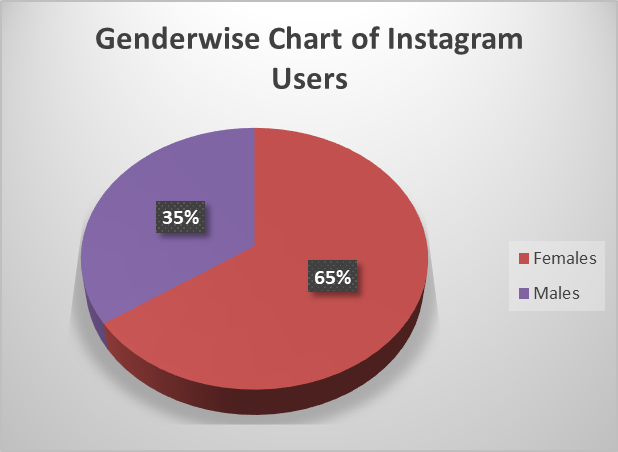 Genderwise Chart of Instagram
Users
35%
65%
Females
Males